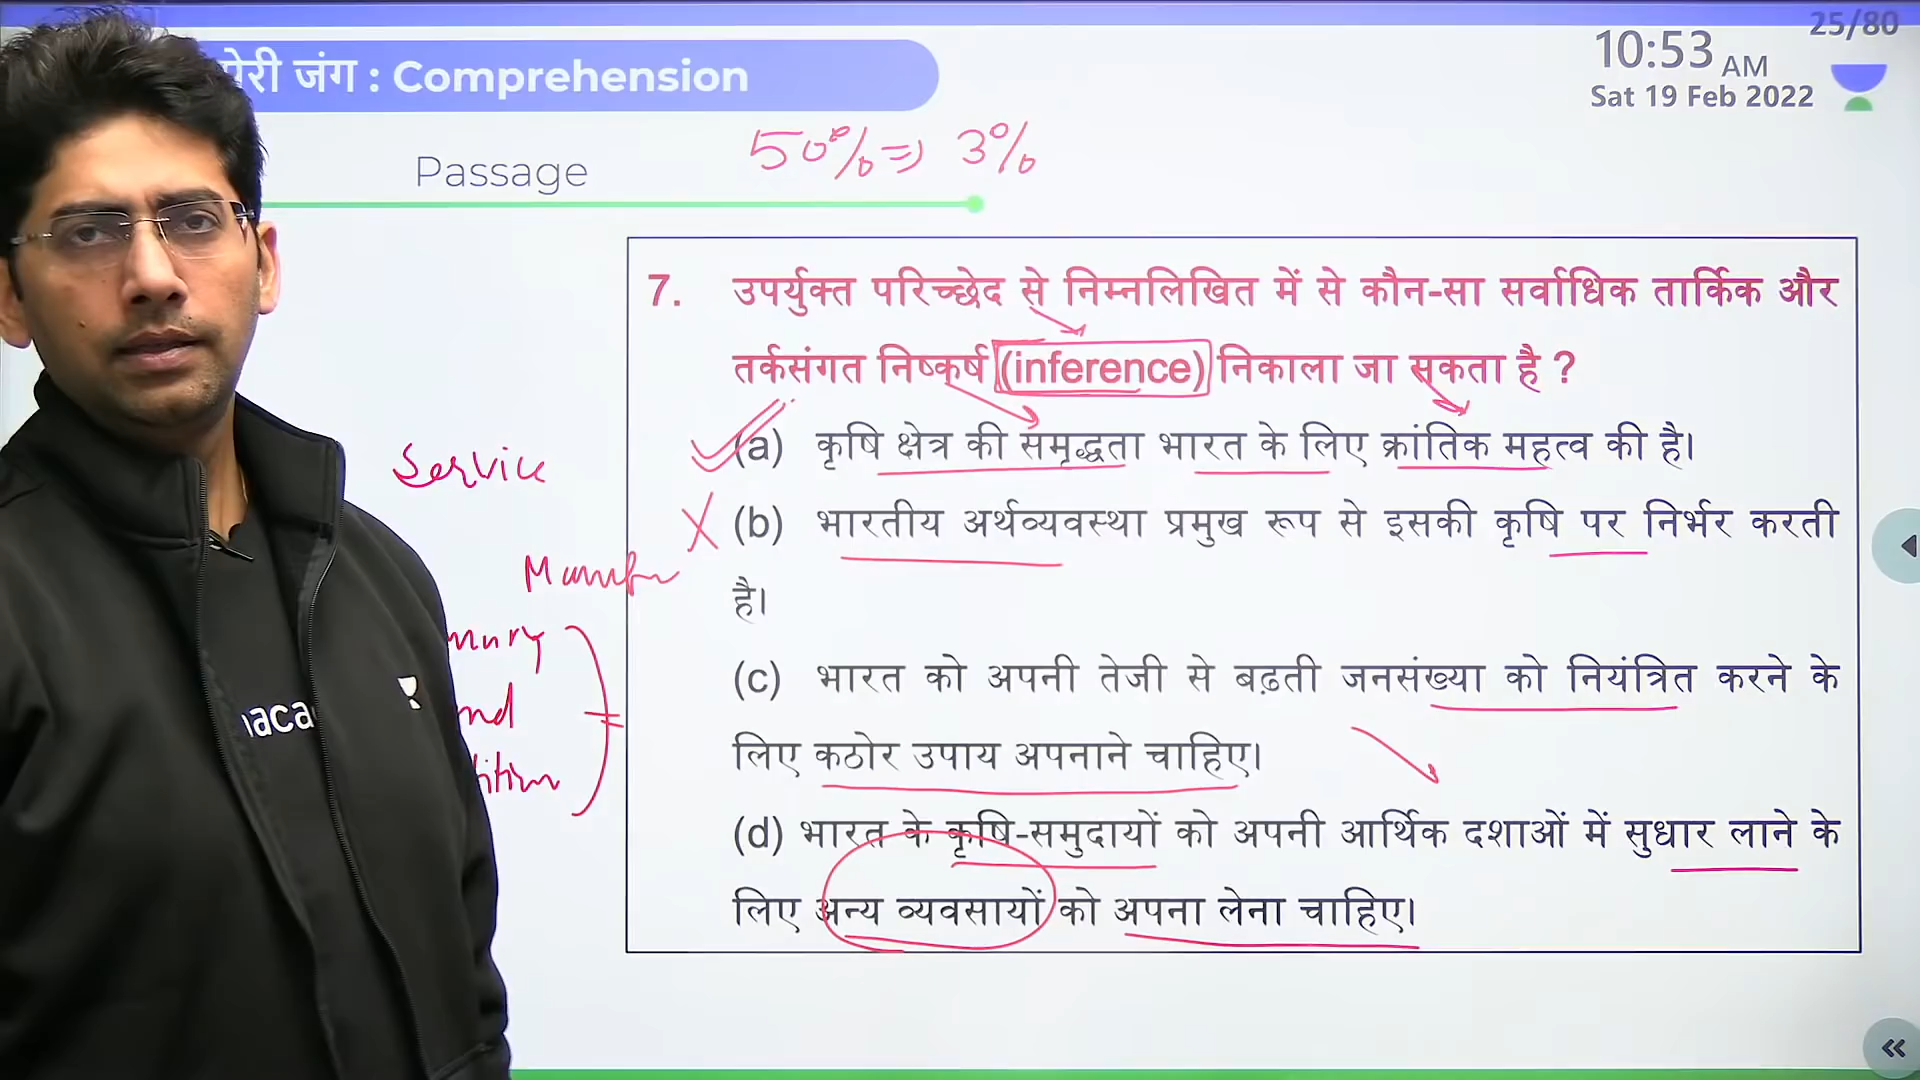 25/80
मेरी जंग : Comprehension
10:53 AM
Sat 19 Feb 2022
Passage
50% ⇒ 3%
7. उपर्युक्त परिच्छेद से निम्नलिखित में से कौन-सा सर्वाधिक तार्किक और
तर्कसंगत निष्कर्ष (inference) निकाला जा सकता है ?
(a) कृषि क्षेत्र की समृद्धता भारत के लिए क्रांतिक महत्व की है।
(b) भारतीय अर्थव्यवस्था प्रमुख रूप से इसकी कृषि पर निर्भर करती
है।
(c) भारत को अपनी तेजी से बढ़ती जनसंख्या को नियंत्रित करने के
लिए कठोर उपाय अपनाने चाहिए।
(d) भारत के कृषि-समुदायों को अपनी आर्थिक दशाओं में सुधार लाने के
लिए अन्य व्यवसायों को अपना लेना चाहिए।
Service